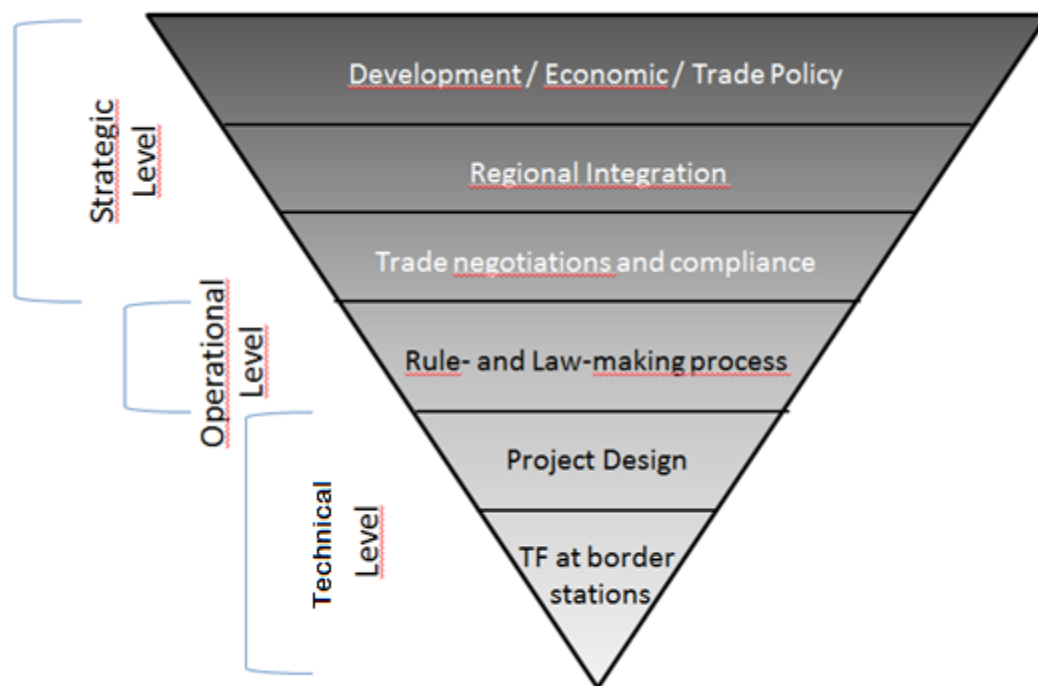 Development / Economic / Trade Policy
Regional Integration
Trade negotiations and compliance
Rule- and Law-making process
Project Design
TF at border
stations
Strategic
Level
Operational
Level
Technical
Level